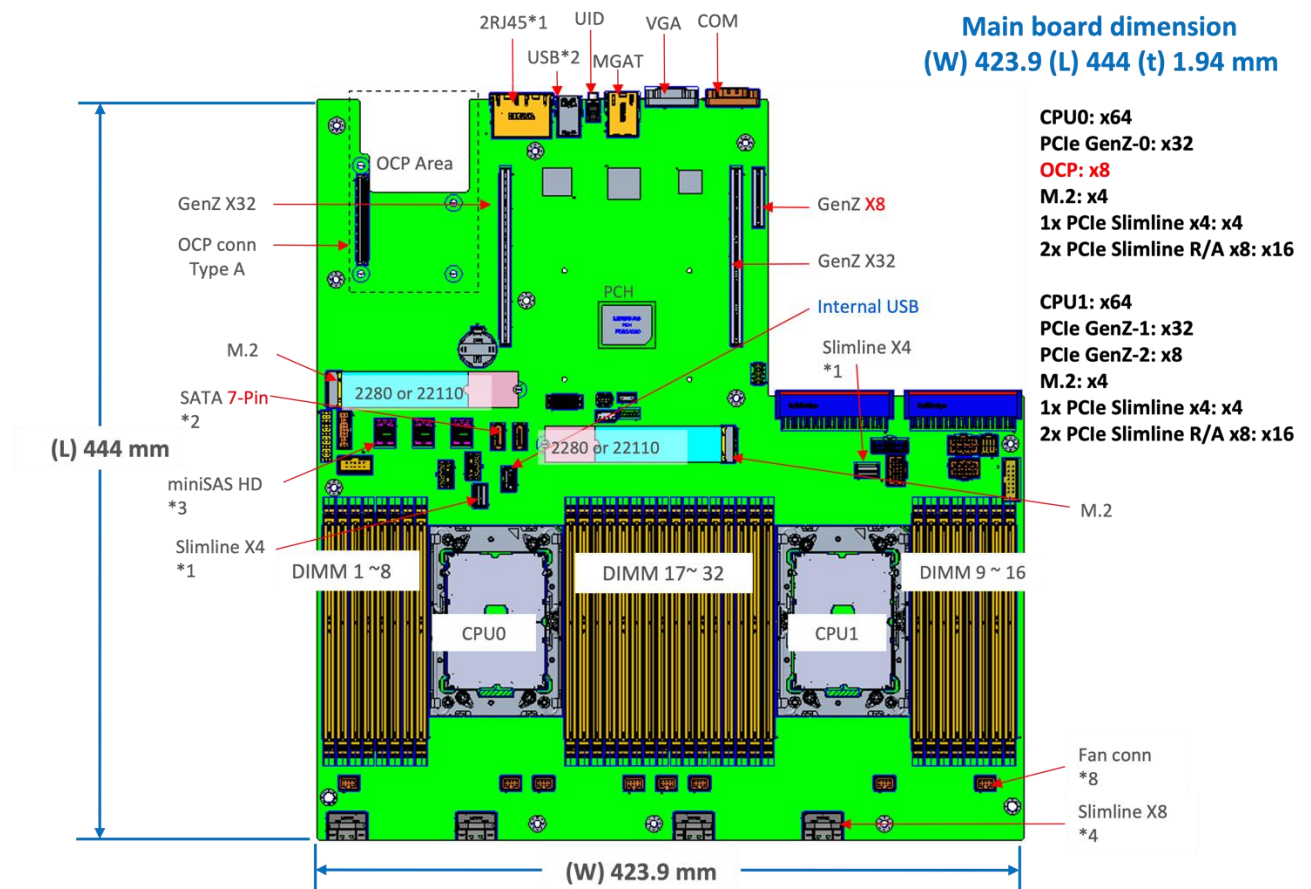 Main board dimension
(W) 423.9 (L) 444 (t) 1.94 mm
2RJ45*1
UID
USB*2
MGAT
VGA
COM
CPU0: x64
PCIe GenZ-0: x32
OCP: x8
M.2: x4
1x PCIe Slimline x4: x4
2x PCIe Slimline R/A x8: x16
CPU1: x64
PCIe GenZ-1: x32
PCIe GenZ-2: x8
M.2: x4
1x PCIe Slimline x4: x4
2x PCIe Slimline R/A x8: x16
OCP Area
GenZ X32
OCP conn
Type A
GenZ X8
GenZ X32
PCH
Internal USB
Slimline X4
*1
M.2
2280 or 22110
SATA 7-Pin
*2
(L) 444 mm
2280 or 22110
miniSAS HD
*3
M.2
Slimline X4
*1
DIMM 1 ~8
DIMM 17~ 32
DIMM 9 ~ 16
CPU0
CPU1
Fan conn
*8
Slimline X8
*4
(W) 423.9 mm